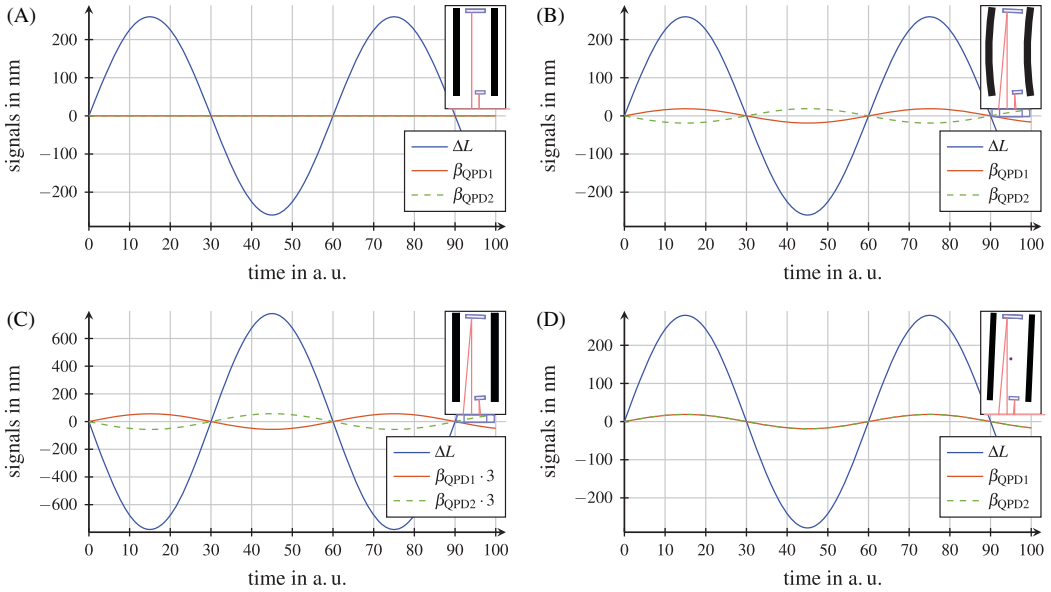 (A)
signals in nm
200
100
0
−100
−200
ΔL
βQPD1
βQPD2
0 10 20 30 40 50 60 70 80 90 100
time in a. u.
(B)
signals in nm
200
100
0
−100
−200
ΔL
βQPD1
βQPD2
0 10 20 30 40 50 60 70 80 90 100
time in a. u.
(C)
signals in nm
600
400
200
0
−200
−400
−600
ΔL
βQPD1 · 3
βQPD2 · 3
0 10 20 30 40 50 60 70 80 90 100
time in a. u.
(D)
signals in nm
200
100
0
−100
−200
ΔL
βQPD1
βQPD2
0 10 20 30 40 50 60 70 80 90 100
time in a. u.